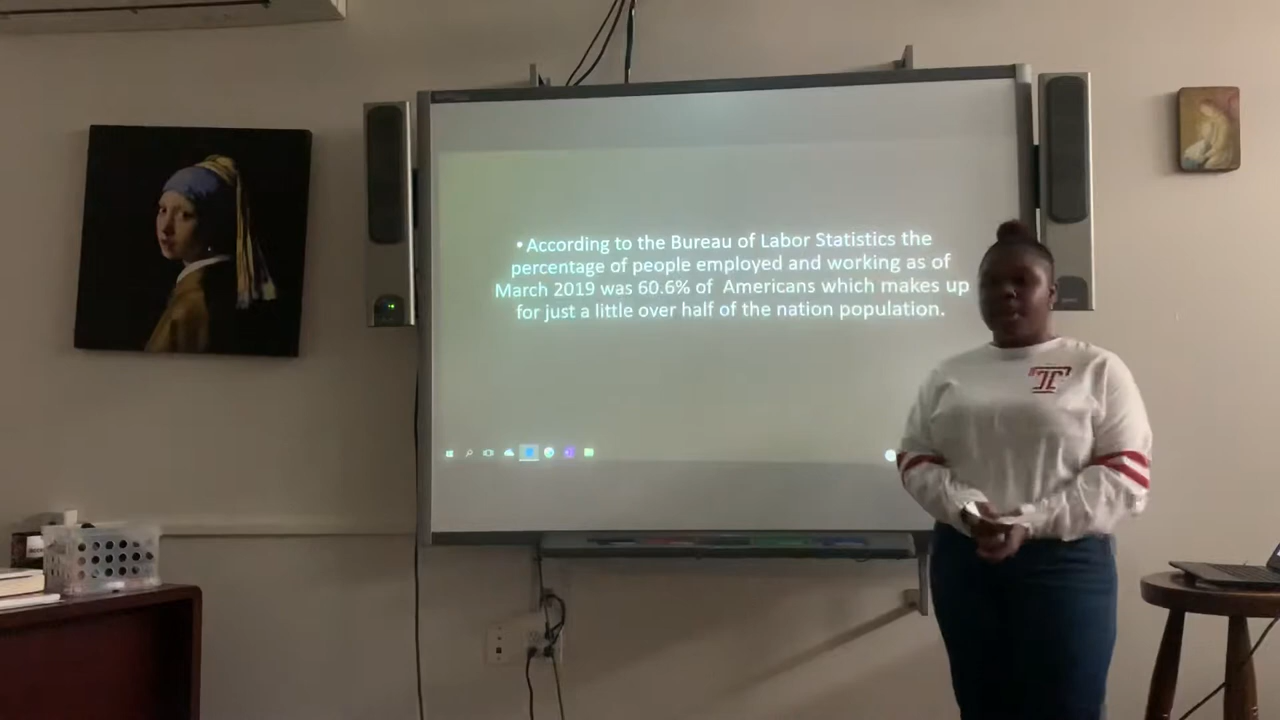 • According to the Bureau of Labor Statistics the
percentage of people employed and working as of
March 2019 was 60.6% of Americans which makes up
for just a little over half of the nation population.
T